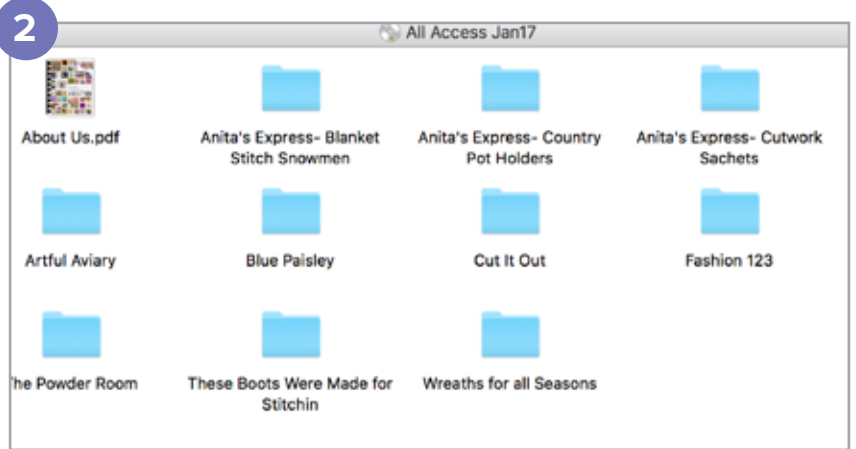 2
All Access Jan17
About Us.pdf
Anita's Express- Blanket
Stitch Snowmen
Anita's Express- Country
Pot Holders
Anita's Express- Cutwork
Sachets
Artful Aviary
Blue Paisley
Cut It Out
Fashion 123
he Powder Room
These Boots Were Made for
Stitchin
Wreaths for all Seasons